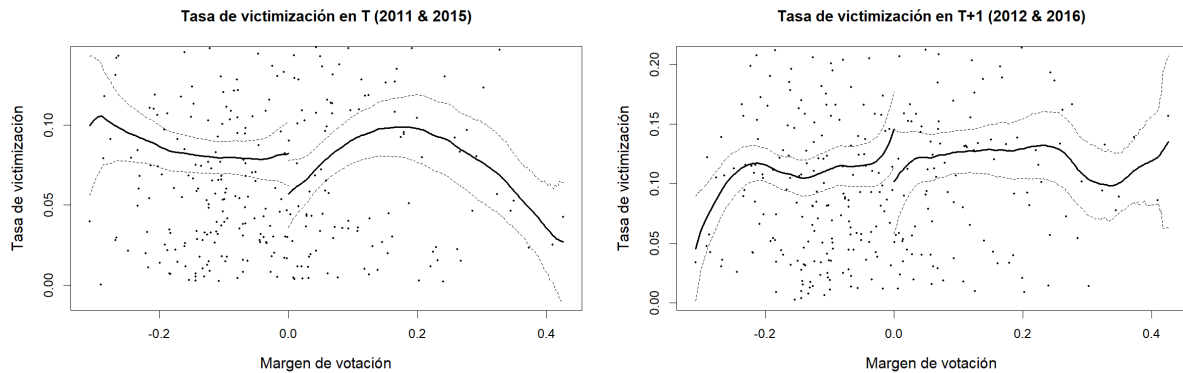 Tasa de victimización en T (2011 & 2015)
Tasa de victimización
0.00
0.05
0.10
-0.2
0.0
0.2
0.4
Margen de votación
Tasa de victimización en T+1 (2012 & 2016)
Tasa de victimización
0.00
0.05
0.10
0.15
0.20
-0.2
0.0
0.2
0.4
Margen de votación